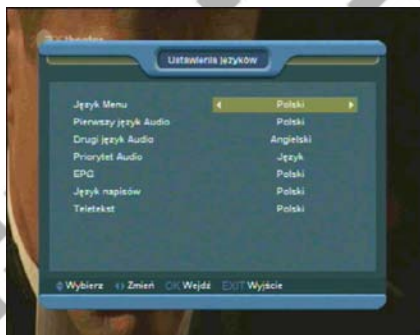 Ustawienia języków
Język Menu Polski
Pierwszy język Audio Polski
Drugi język Audio Angielski
Priorytet Audio Język
EPG Polski
Język napisów Polski
Teletekst Polski
Wybierz Zmień OK Wejdź EXIT Wyjście